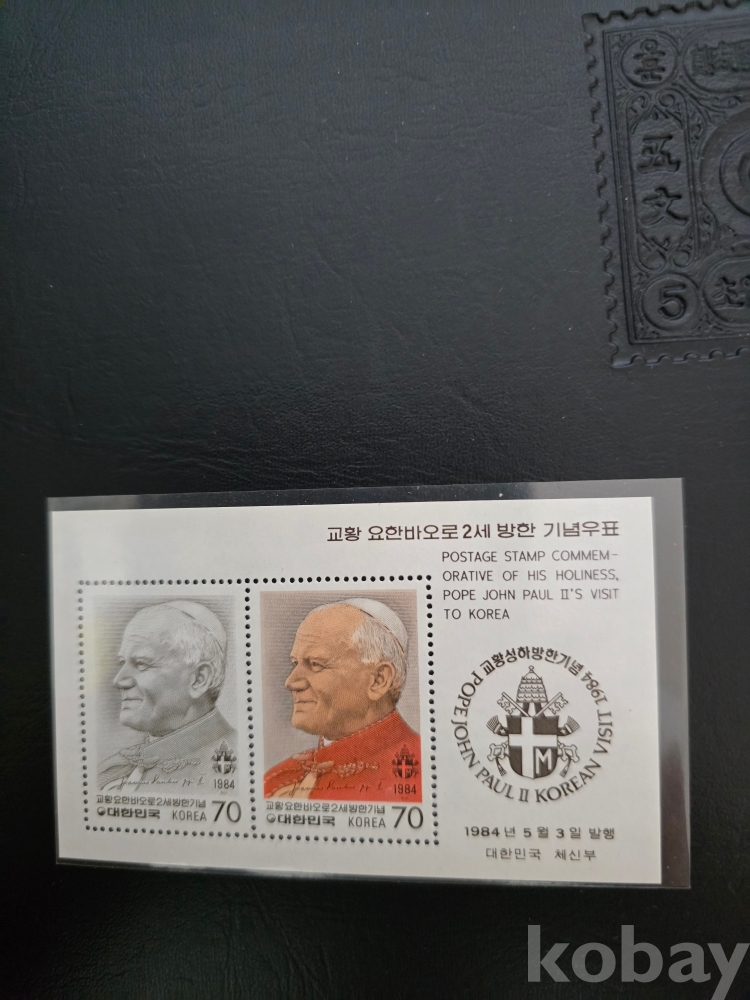 五
文
5
교황 요한바오로 2세 방한 기념우표
POSTAGE STAMP COMMEM-
ORATIVE OF HIS HOLINESS,
POPE JOHN PAUL II'S VISIT
TO KOREA
1984
교황요한바오로2세방한기념
대한민국 KOREA 70
1984
교황요한바오로2세방한기념
대한민국 KOREA 70
교황성하방한기념
POPE JOHN PAUL II KOREAN VISIT 1984
M
1984년 5월 3일 발행
대한민국 체신부
kobay